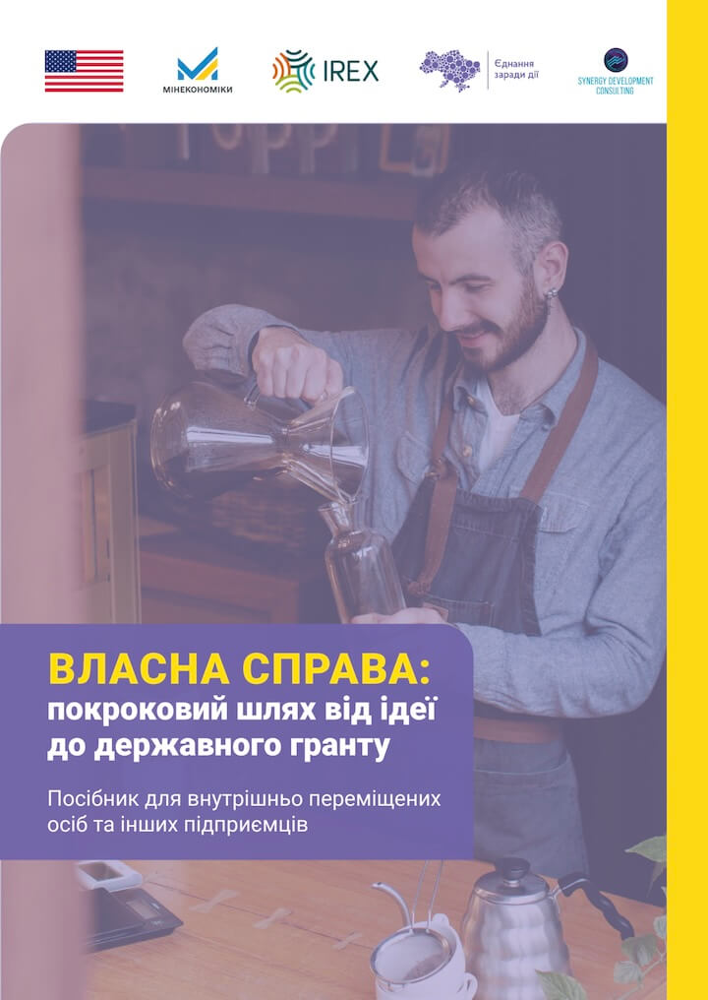 МІНЕКОНОМІКИ
IREX
Єднання
заради дії
SYNERGY DEVELOPMENT
CONSULTING
ВЛАСНА СПРАВА:
покроковий шлях від ідеї
до державного гранту
Посібник для внутрішньо переміщених
осіб та інших підприємців